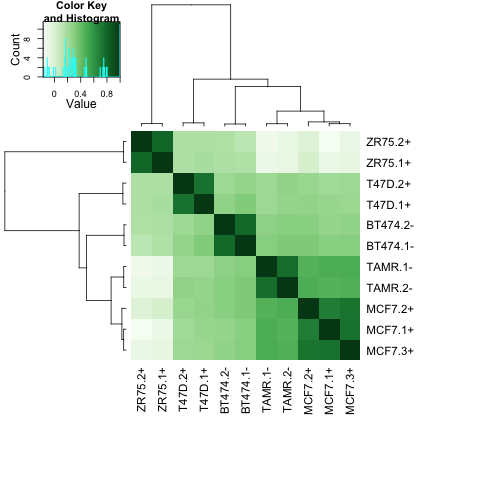 Color Key
and Histogram
Count
0 4 8
0 0.4 0.8
Value
ZR75.2+
ZR75.1+
T47D.2+
T47D.1+
BT474.2-
BT474.1-
TAMR.1-
TAMR.2-
MCF7.2+
MCF7.1+
MCF7.3+
ZR75.2+
ZR75.1+
T47D.2+
T47D.1+
BT474.2-
BT474.1-
TAMR.1-
TAMR.2-
MCF7.2+
MCF7.1+
MCF7.3+